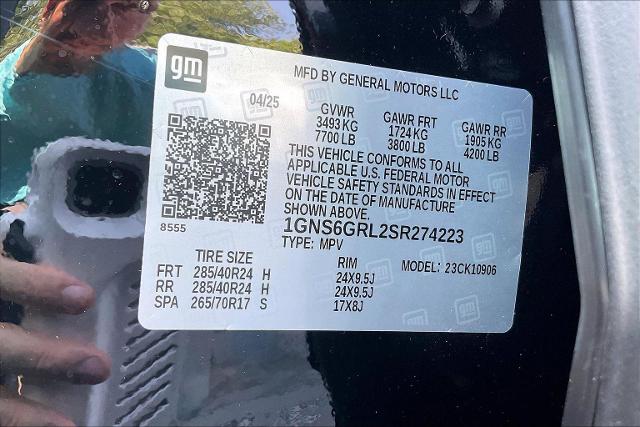 gm
MFD BY GENERAL MOTORS LLC
04/25
GVWR GAWR FRT GAWR RR
3493 KG 1724 KG 1905 KG
7700 LB 3800 LB 4200 LB
THIS VEHICLE CONFORMS TO ALL
APPLICABLE U.S. FEDERAL MOTOR
VEHICLE SAFETY STANDARDS IN EFFECT
ON THE DATE OF MANUFACTURE
SHOWN ABOVE.
8555
1GNS6GRL2SR274223
TYPE: MPV
TIRE SIZE RIM MODEL: 23CK10906
FRT 285/40R24 H 24X9.5J
RR 285/40R24 H 24X9.5J
SPA 265/70R17 S 17X8J